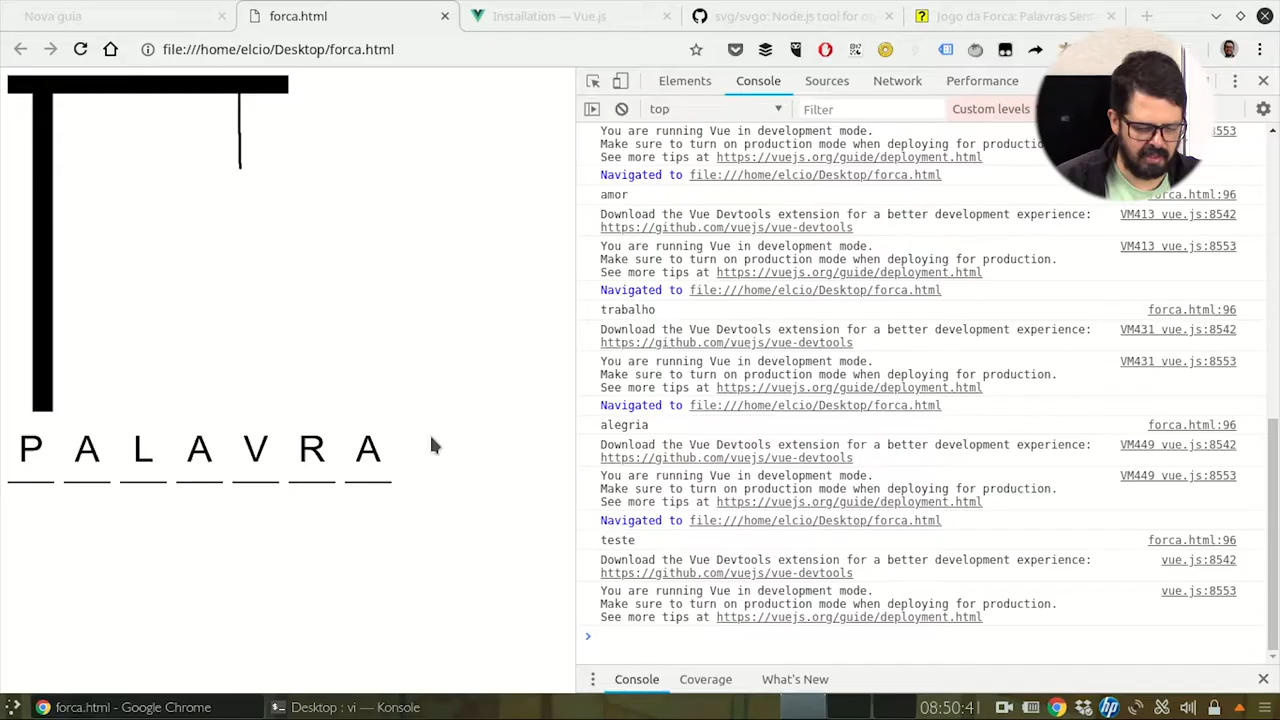 Nova guia
forca.html
Installation — Vue.js
svg/svgo: Node.js tool for op
Jogo da Forca: Palavras Sem
file:///home/elcio/Desktop/forca.html
Elements Console Sources Network Performance
top Filter Custom levels
You are running Vue in development mode. 8553
Make sure to turn on production mode when deploying for production.
See more tips at https://vuejs.org/guide/deployment.html
Navigated to file:///home/elcio/Desktop/forca.html
amor forca.html:96
Download the Vue Devtools extension for a better development experience: VM413 vue.js:8542
https://github.com/vuejs/vue-devtools
You are running Vue in development mode. VM413 vue.js:8553
Make sure to turn on production mode when deploying for production.
See more tips at https://vuejs.org/guide/deployment.html
Navigated to file:///home/elcio/Desktop/forca.html
trabalho forca.html:96
Download the Vue Devtools extension for a better development experience: VM431 vue.js:8542
https://github.com/vuejs/vue-devtools
You are running Vue in development mode. VM431 vue.js:8553
Make sure to turn on production mode when deploying for production.
See more tips at https://vuejs.org/guide/deployment.html
Navigated to file:///home/elcio/Desktop/forca.html
alegria forca.html:96
Download the Vue Devtools extension for a better development experience: VM449 vue.js:8542
https://github.com/vuejs/vue-devtools
You are running Vue in development mode. VM449 vue.js:8553
Make sure to turn on production mode when deploying for production.
See more tips at https://vuejs.org/guide/deployment.html
Navigated to file:///home/elcio/Desktop/forca.html
teste forca.html:96
Download the Vue Devtools extension for a better development experience: vue.js:8542
https://github.com/vuejs/vue-devtools
You are running Vue in development mode. vue.js:8553
Make sure to turn on production mode when deploying for production.
See more tips at https://vuejs.org/guide/deployment.html
P A L A V R A
Console Coverage What's New
forca.html - Google Chrome
Desktop : vi — Konsole
08:50:41